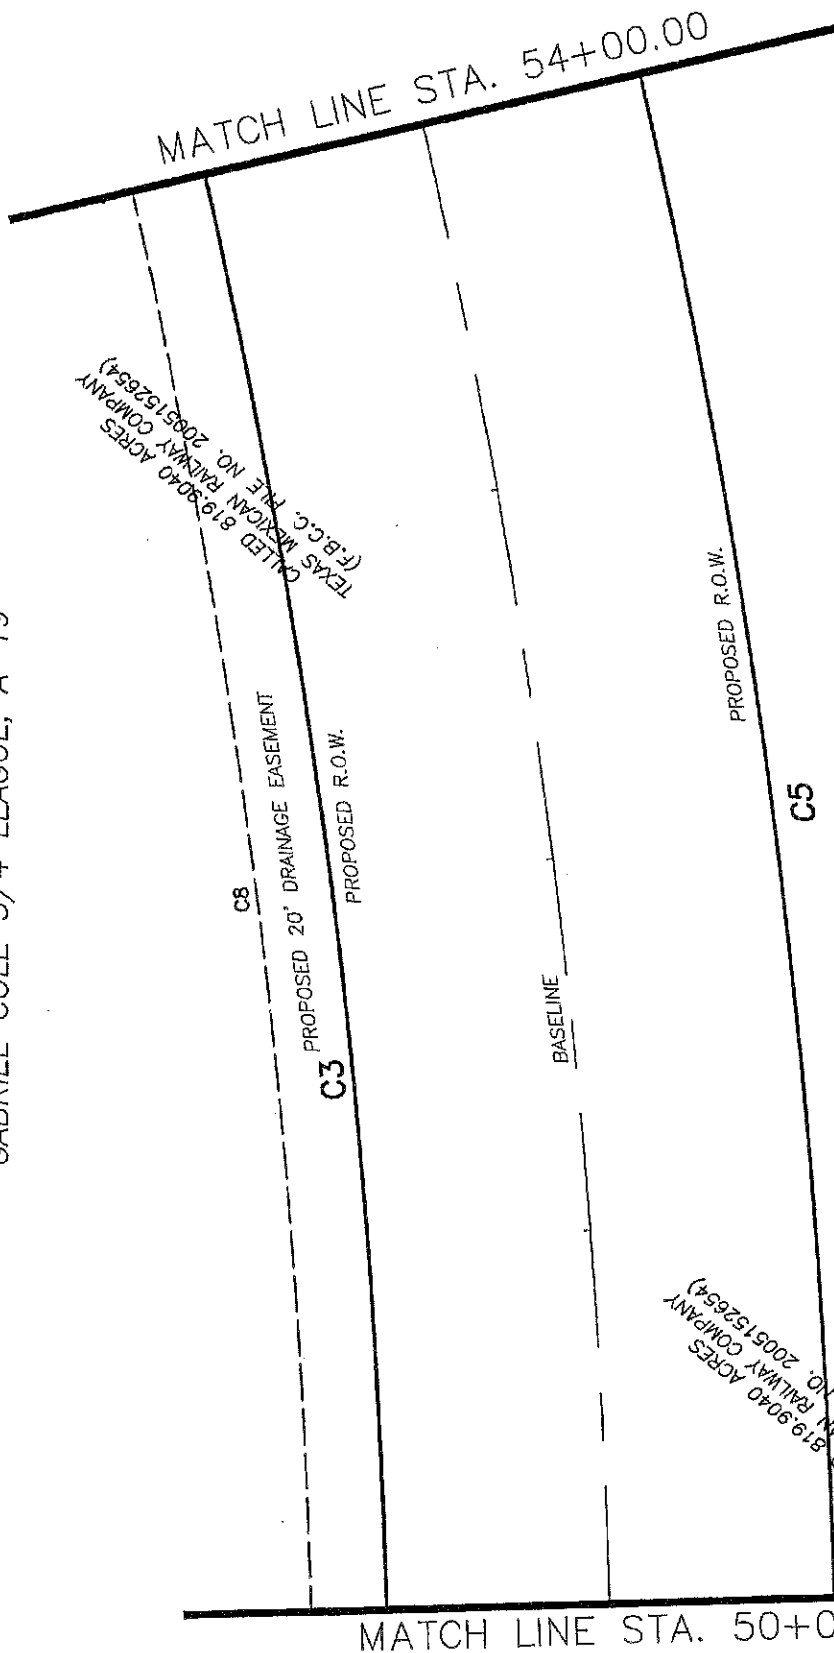 MATCH LINE STA. 54+00.00
CALLED 819.9040 ACRES
TEXAS MEXICAN RAILWAY COMPANY
(F.B.C.C. FILE NO. 2005152654)
PROPOSED R.O.W.
C5
C8
PROPOSED 20' DRAINAGE EASEMENT
PROPOSED R.O.W.
C3
BASELINE
819.9040 ACRES
RAILWAY COMPANY
NO. 2005152654)
MATCH LINE STA. 50+0